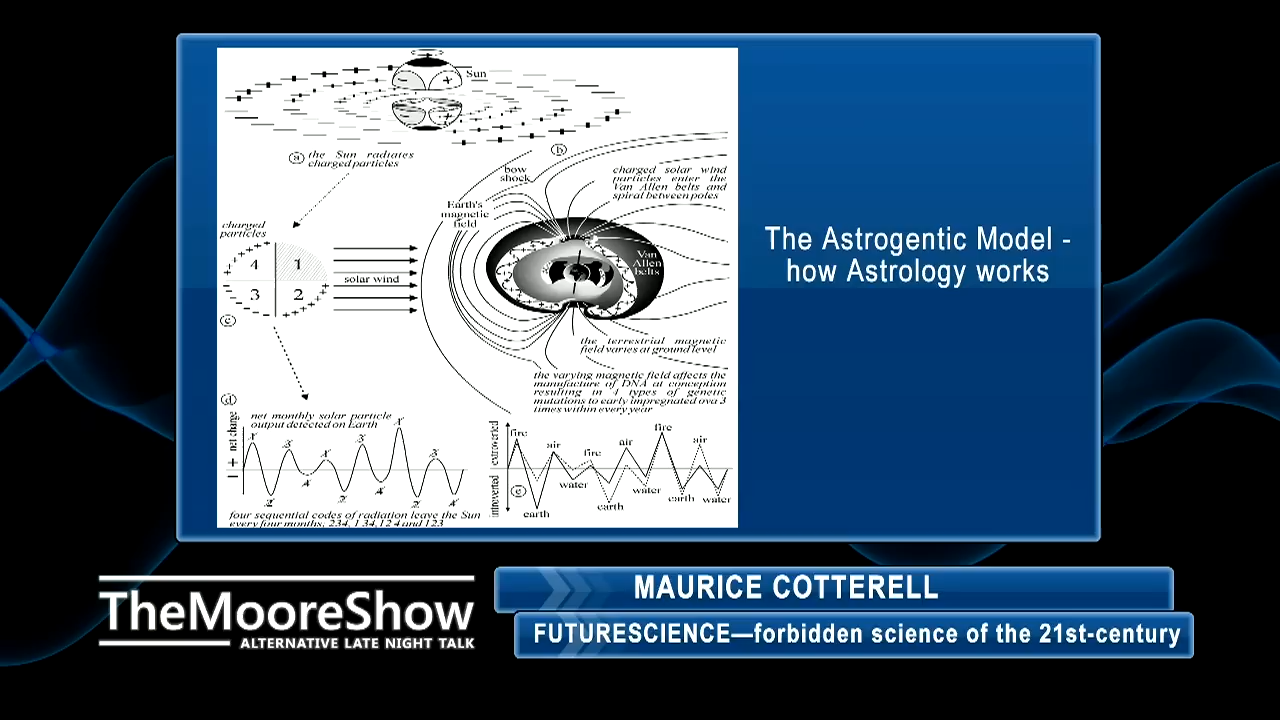 Sun
ⓐ the Sun radiates
charged particles
ⓑ
bow
shock
charged solar wind
particles enter the
Van Allen belts and
spiral between poles
Earth's
magnetic
field
charged
particles
4 1
3 2
solar wind
Van
Allen
belts
ⓒ
the terrestrial magnetic
field varies at ground level
the varying magnetic field affects the
manufacture of DNA at conception
resulting in 4 types of genetic
mutations to early impregnated ova 3
times within every year
ⓓ
net monthly solar particle
output detected on Earth
net charge
+
four sequential codes of radiation leave the Sun
every four months, 234, 1 34,12 4 and 123
extroverted
introverted
ⓔ
fire
earth
air
water
fire
earth
air
water
fire
earth
air
water
The Astrogentic Model -
how Astrology works
MAURICE COTTERELL
FUTURESCIENCE—forbidden science of the 21st-century
TheMooreShow
ALTERNATIVE LATE NIGHT TALK